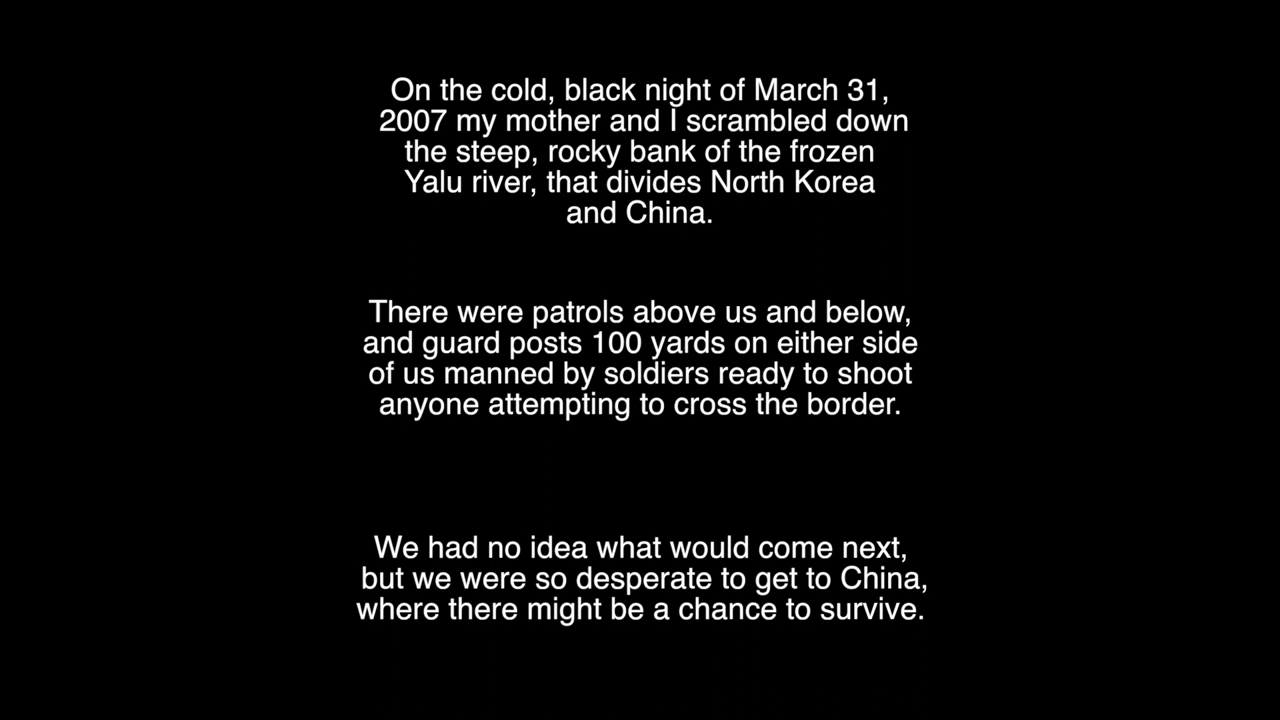 On the cold, black night of March 31,
2007 my mother and I scrambled down
the steep, rocky bank of the frozen
Yalu river, that divides North Korea
and China.
There were patrols above us and below,
and guard posts 100 yards on either side
of us manned by soldiers ready to shoot
anyone attempting to cross the border.
We had no idea what would come next,
but we were so desperate to get to China,
where there might be a chance to survive.